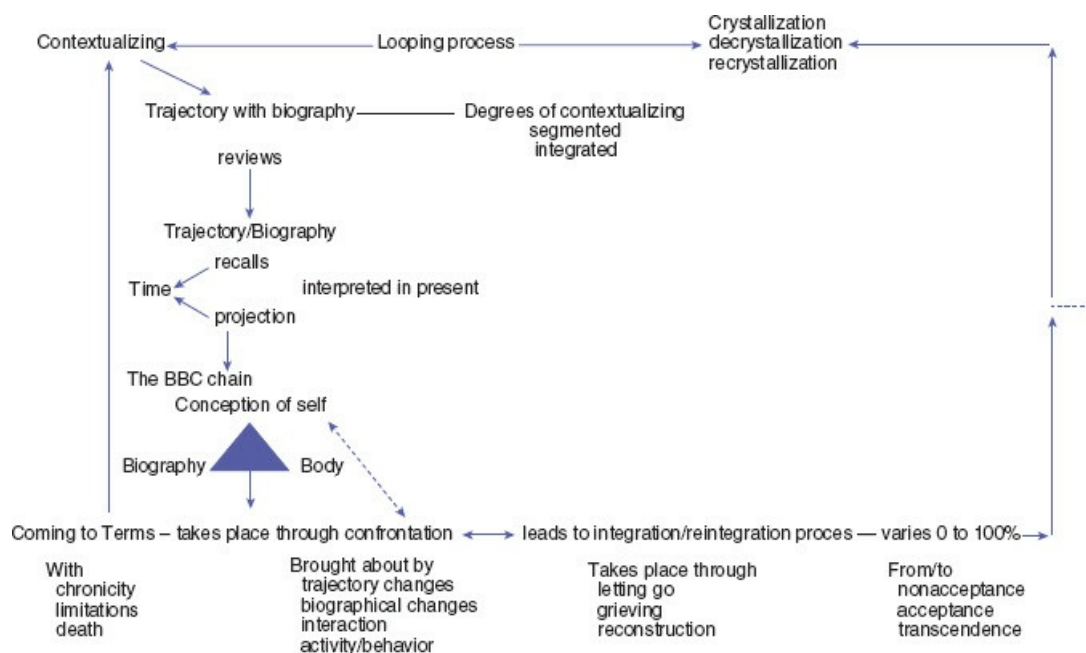 Contextualizing
Looping process
Crystallization
decrystallization
recrystallization
Trajectory with biography
Degrees of contextualizing
segmented
integrated
reviews
Trajectory/Biography
recalls
Time
interpreted in present
projection
The BBC chain
Conception of self
Biography
Body
Coming to Terms – takes place through confrontation
leads to integration/reintegration proces — varies 0 to 100%
With
chronicity
limitations
death
Brought about by
trajectory changes
biographical changes
interaction
activity/behavior
Takes place through
letting go
grieving
reconstruction
From/to
nonacceptance
acceptance
transcendence